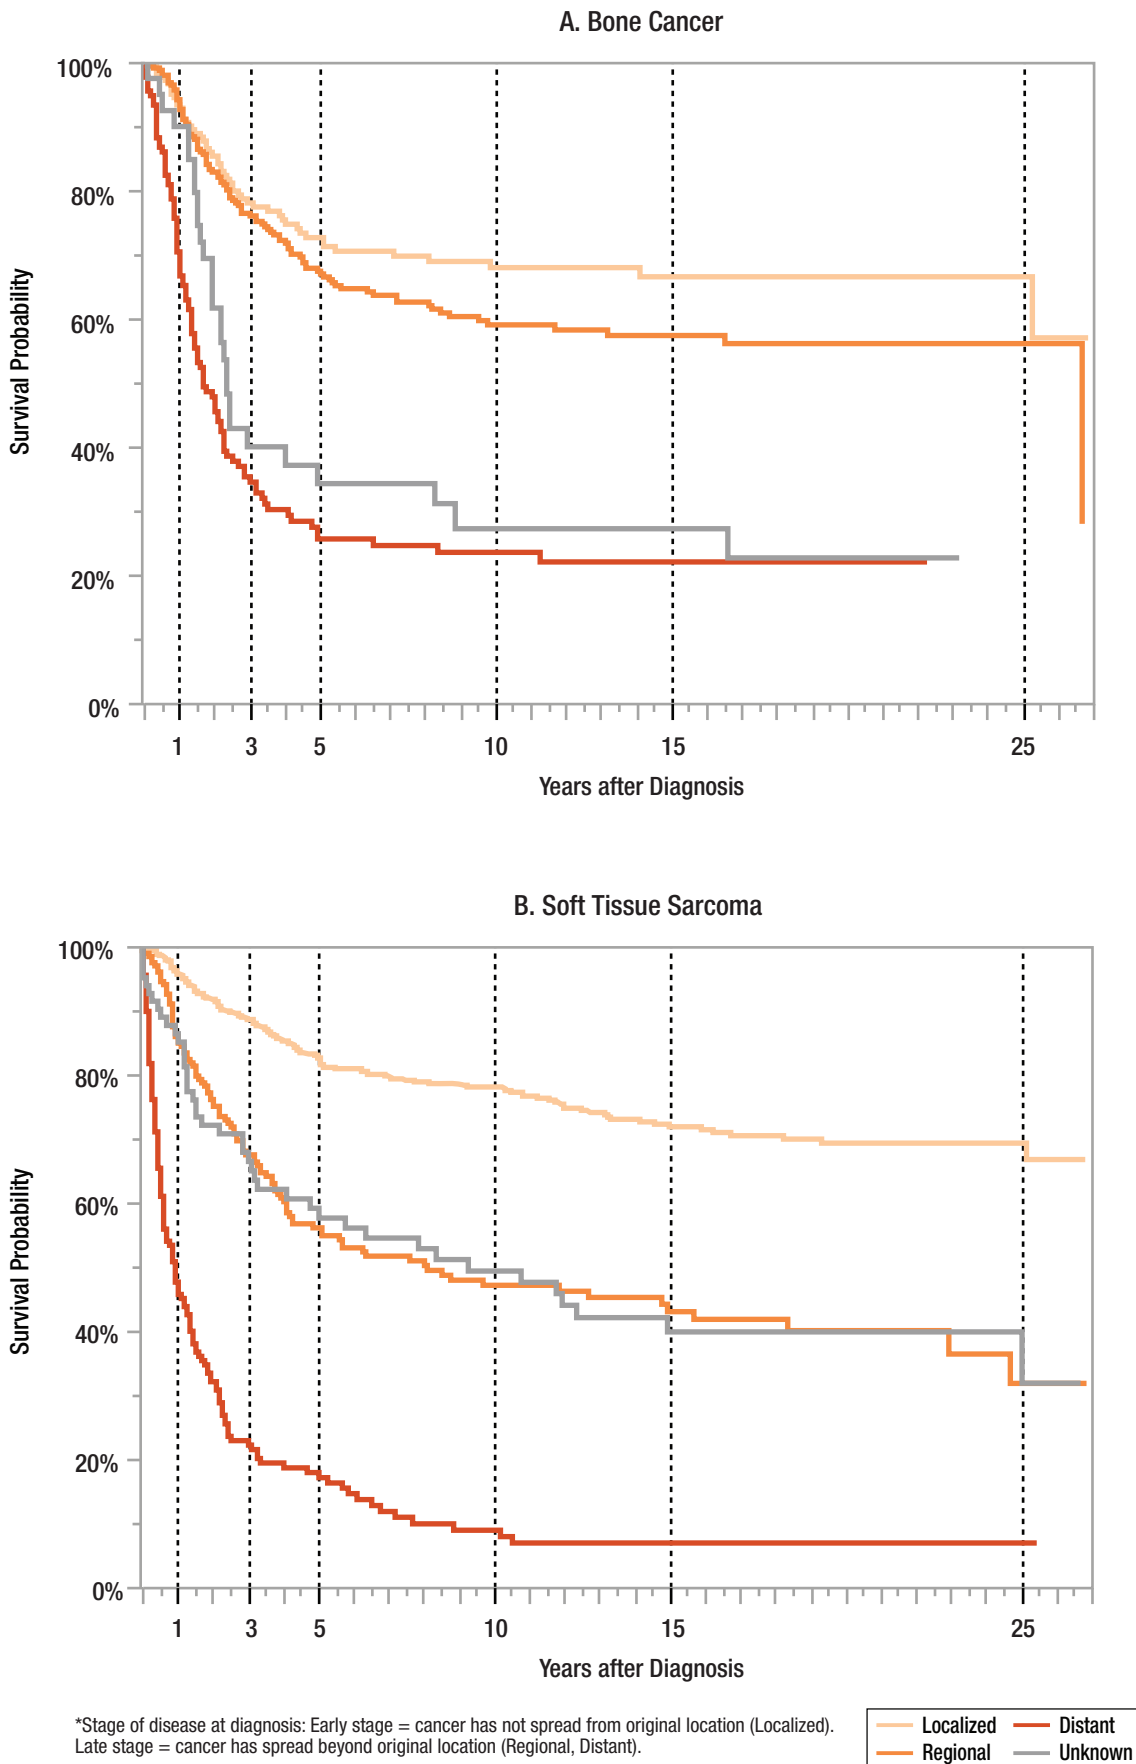 A. Bone Cancer
100%
80%
60%
40%
20%
0%
Survival Probability
1 3 5 10 15 25
Years after Diagnosis
B. Soft Tissue Sarcoma
100%
80%
60%
40%
20%
0%
Survival Probability
1 3 5 10 15 25
Years after Diagnosis
*Stage of disease at diagnosis: Early stage = cancer has not spread from original location (Localized).
Late stage = cancer has spread beyond original location (Regional, Distant).
Localized Distant
Regional Unknown